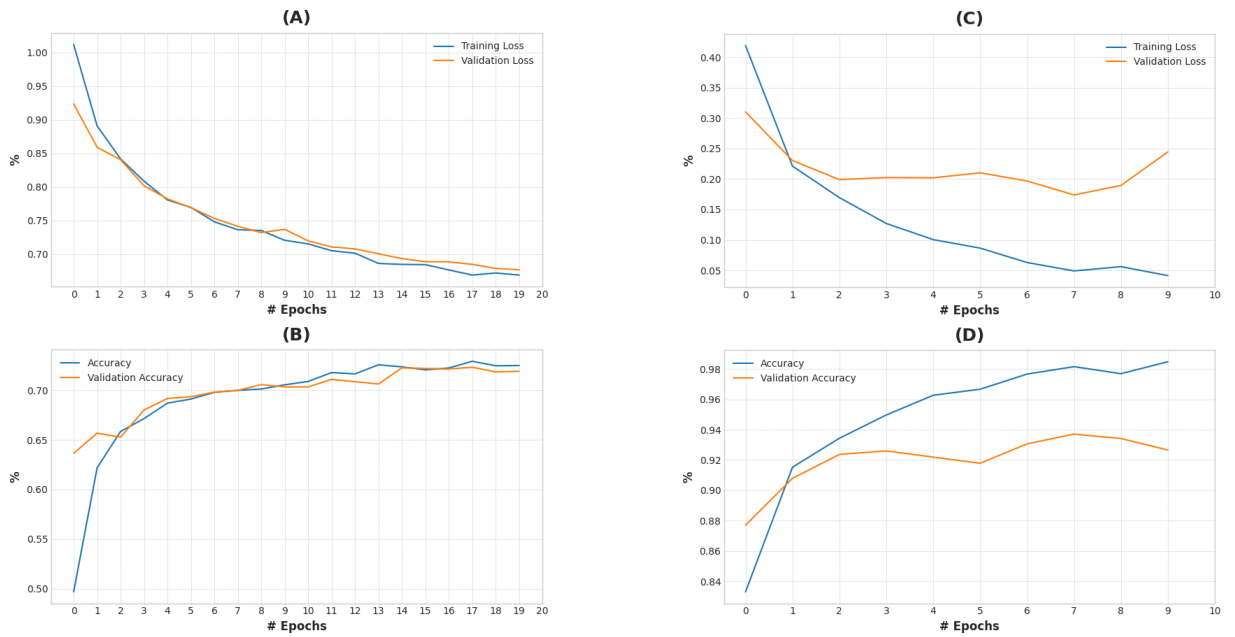 (A)
Training Loss
Validation Loss
1.00
0.95
0.90
0.85
0.80
0.75
0.70
%
0 1 2 3 4 5 6 7 8 9 10 11 12 13 14 15 16 17 18 19 20
# Epochs
(B)
Accuracy
Validation Accuracy
0.70
0.65
0.60
0.55
0.50
%
0 1 2 3 4 5 6 7 8 9 10 11 12 13 14 15 16 17 18 19 20
# Epochs
(C)
Training Loss
Validation Loss
0.40
0.35
0.30
0.25
0.20
0.15
0.10
0.05
%
0 1 2 3 4 5 6 7 8 9 10
# Epochs
(D)
Accuracy
Validation Accuracy
0.98
0.96
0.94
0.92
0.90
0.88
0.86
0.84
%
0 1 2 3 4 5 6 7 8 9 10
# Epochs